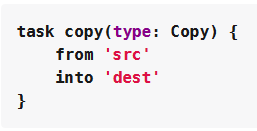 task copy(type: Copy) {
    from 'src'
    into 'dest'
}